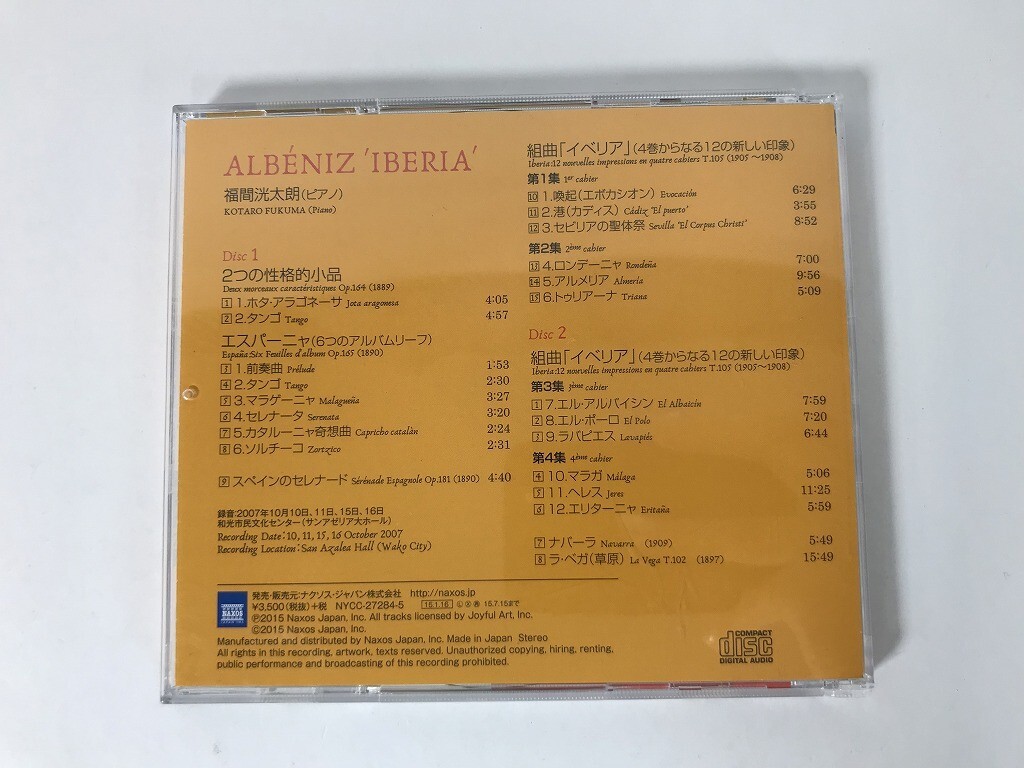 ALBÉNIZ 'IBERIA'
福間洸太朗(ピアノ)
KOTARO FUKUMA (Piano)
Disc 1
2つの性格的小品
Deux morceaux caractéristiques Op.164 (1889)
1 1.ホタ・アラゴネーサ Jota aragonesa 4:05
2 2.タンゴ Tango 4:57
エスパーニャ(6つのアルバムリーフ)
España:Six Feuilles d'album Op.165 (1890)
3 1.前奏曲 Prélude 1:53
4 2.タンゴ Tango 2:30
5 3.マラゲーニャ Malagueña 3:27
6 4.セレナータ Serenata 3:20
7 5.カタルーニャ奇想曲 Capricho catalàn 2:24
8 6.ソルチーコ Zortzico 2:31
9 スペインのセレナード Sérénade Espagnole Op.181 (1890) 4:40
録音:2007年10月10日、11日、15日、16日
和光市民文化センター(サンアゼリア大ホール)
Recording Date:10, 11, 15, 16 October 2007
Recording Location:San Azalea Hall (Wako City)
組曲「イベリア」(4巻からなる12の新しい印象)
Iberia:12 nouvelles impressions en quatre cahiers T.105 (1905～1908)
第1集 1er cahier
10 1.喚起(エボカシオン) Evocación 6:29
11 2.港(カディス) Cádiz 'El puerto' 3:55
12 3.セビリアの聖体祭 Sevilla 'El Corpus Christi' 8:52
第2集 2ème cahier
13 4.ロンデーニャ Rondeña 7:00
14 5.アルメリア Almería 9:56
15 6.トゥリアーナ Triana 5:09
Disc 2
組曲「イベリア」(4巻からなる12の新しい印象)
Iberia:12 nouvelles impressions en quatre cahiers T.105 (1905～1908)
第3集 3ème cahier
1 7.エル・アルバイシン El Albaicín 7:59
2 8.エル・ポーロ El Polo 7:20
3 9.ラバピエス Lavapiés 6:44
第4集 4ème cahier
4 10.マラガ Málaga 5:06
5 11.ヘレス Jeres 11:25
6 12.エリターニャ Eritaña 5:59
7 ナバーラ Navarra (1909) 5:49
8 ラ・ベガ(草原) La Vega T.102 (1897) 15:49
NAXOS
発売・販売元:ナクソス・ジャパン株式会社 http://naxos.jp
¥3,500(税抜)+税 NYCC-27284-5 15.1.16 Ⓛ Ⓧ 再 15.7.15まで
Ⓟ2015 Naxos Japan, Inc. All tracks licensed by Joyful Art, Inc.
©2015 Naxos Japan, Inc.
Manufactured and distributed by Naxos Japan, Inc. Made in Japan Stereo
All rights in this recording, artwork, texts reserved. Unauthorized copying, hiring, renting,
public performance and broadcasting of this recording prohibited.
COMPACT
disc
DIGITAL AUDIO